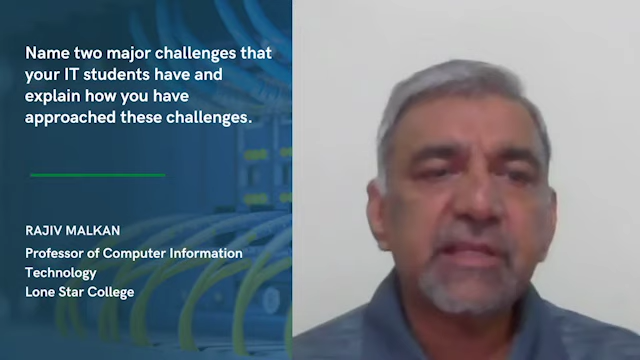 Name two major challenges that
your IT students have and
explain how you have
approached these challenges.
RAJIV MALKAN
Professor of Computer Information
Technology
Lone Star College